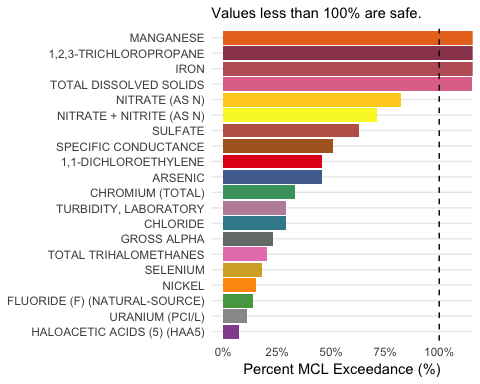 Values less than 100% are safe.
MANGANESE
1,2,3-TRICHLOROPROPANE
IRON
TOTAL DISSOLVED SOLIDS
NITRATE (AS N)
NITRATE + NITRITE (AS N)
SULFATE
SPECIFIC CONDUCTANCE
1,1-DICHLOROETHYLENE
ARSENIC
CHROMIUM (TOTAL)
TURBIDITY, LABORATORY
CHLORIDE
GROSS ALPHA
TOTAL TRIHALOMETHANES
SELENIUM
NICKEL
FLUORIDE (F) (NATURAL-SOURCE)
URANIUM (PCI/L)
HALOACETIC ACIDS (5) (HAA5)
0% 25% 50% 75% 100%
Percent MCL Exceedance (%)